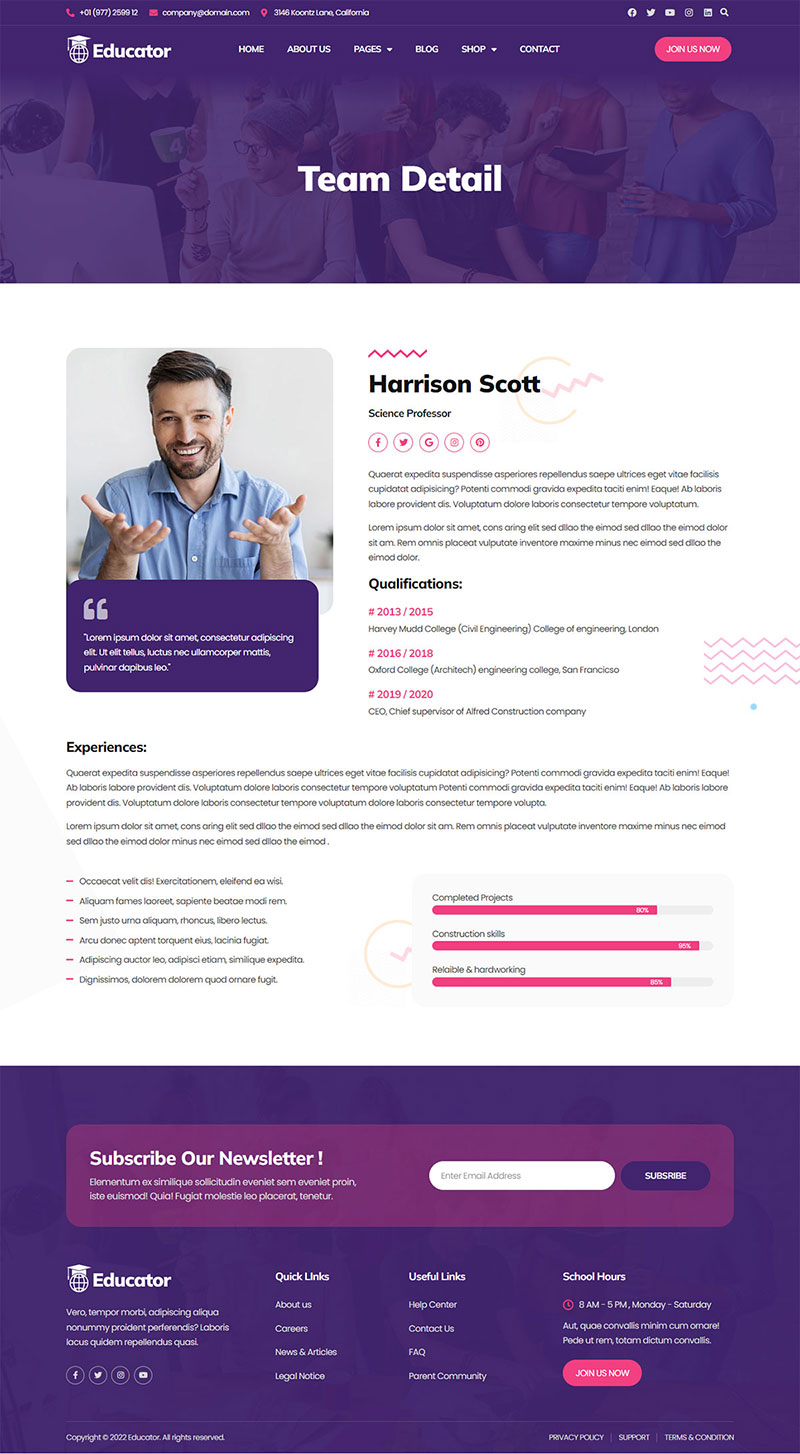 +01 (977) 2599 12 company@domain.com 3146 Koontz Lane, California
Educator HOME ABOUT US PAGES BLOG SHOP CONTACT JOIN US NOW
4
Team Detail
Harrison Scott
Science Professor
Quaerat expedita suspendisse asperiores repellendus saepe ultrices eget vitae facilisis
cupidatat adipisicing? Potenti commodi gravida expedita taciti enim! Eaque! Ab laboris
labore provident dis. Voluptatum dolore laboris consectetur tempore voluptatum.
Lorem ipsum dolor sit amet, cons aring elit sed dllao the eimod sed dllao the eimod dolor
sit am. Rem omnis placeat vulputate inventore maxime minus nec eimod sed dllao the
eimod dolor.
"Lorem ipsum dolor sit amet, consectetur adipiscing
elit. Ut elit tellus, luctus nec ullamcorper mattis,
pulvinar dapibus leo."
Qualifications:
# 2013 / 2015
Harvey Mudd College (Civil Engineering) College of engineering, London
# 2016 / 2018
Oxford College (Architech) engineering college, San Francicso
# 2019 / 2020
CEO, Chief supervisor of Alfred Construction company
Experiences:
Quaerat expedita suspendisse asperiores repellendus saepe ultrices eget vitae facilisis cupidatat adipisicing? Potenti commodi gravida expedita taciti enim! Eaque!
Ab laboris labore provident dis. Voluptatum dolore laboris consectetur tempore voluptatum Potenti commodi gravida expedita taciti enim! Eaque! Ab laboris labore
provident dis. Voluptatum dolore laboris consectetur tempore voluptatum dolore laboris consectetur tempore volupta.
Lorem ipsum dolor sit amet, cons aring elit sed dllao the eimod sed dllao the eimod dolor sit am. Rem omnis placeat vulputate inventore maxime minus nec eimod
sed dllao the eimod dolor minus nec eimod sed dllao the eimod .
Occaecat velit dis! Exercitationem, eleifend ea wisi.
Aliquam fames laoreet, sapiente beatae modi rem.
Sem justo urna aliquam, rhoncus, libero lectus.
Arcu donec aptent torquent eius, lacinia fugiat.
Adipiscing auctor leo, adipisci etiam, similique expedita.
Dignissimos, dolorem dolorem quod ornare fugit.
Completed Projects
80%
Construction skills
95%
Relaible & hardworking
85%
Subscribe Our Newsletter !
Elementum ex similique sollicitudin eveniet sem eveniet proin,
iste euismod! Quia! Fugiat molestie leo placerat, tenetur.
Enter Email Address SUBSRIBE
Educator
Vero, tempor morbi, adipiscing aliqua
nonummy proident perferendis? Laboris
lacus quidem repellendus quasi.
Quick LInks
About us
Careers
News & Articles
Legal Notice
Useful Links
Help Center
Contact Us
FAQ
Parent Community
School Hours
8 AM - 5 PM , Monday - Saturday
Aut, quae convallis minim cum ornare!
Pede ut rem, totam dictum convallis.
JOIN US NOW
Copyright © 2022 Educator. All rights reserved. PRIVACY POLICY SUPPORT TERMS & CONDITION